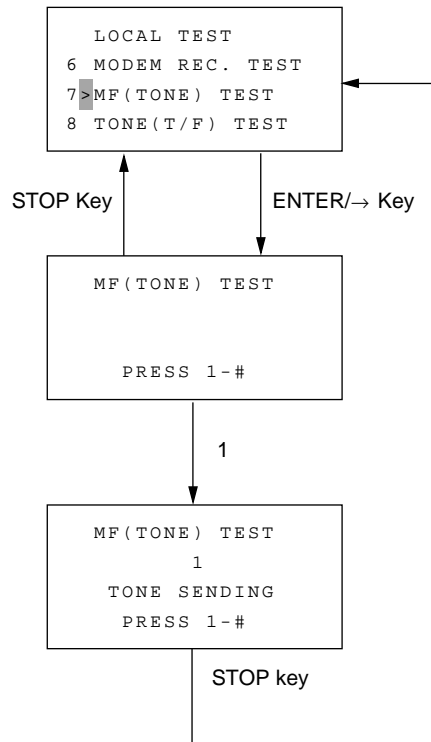 LOCAL TEST
6 MODEM REC. TEST
7>MF(TONE) TEST
8 TONE(T/F) TEST
STOP Key
ENTER/→ Key
MF(TONE) TEST
PRESS 1-#
1
MF(TONE) TEST
1
TONE SENDING
PRESS 1-#
STOP key